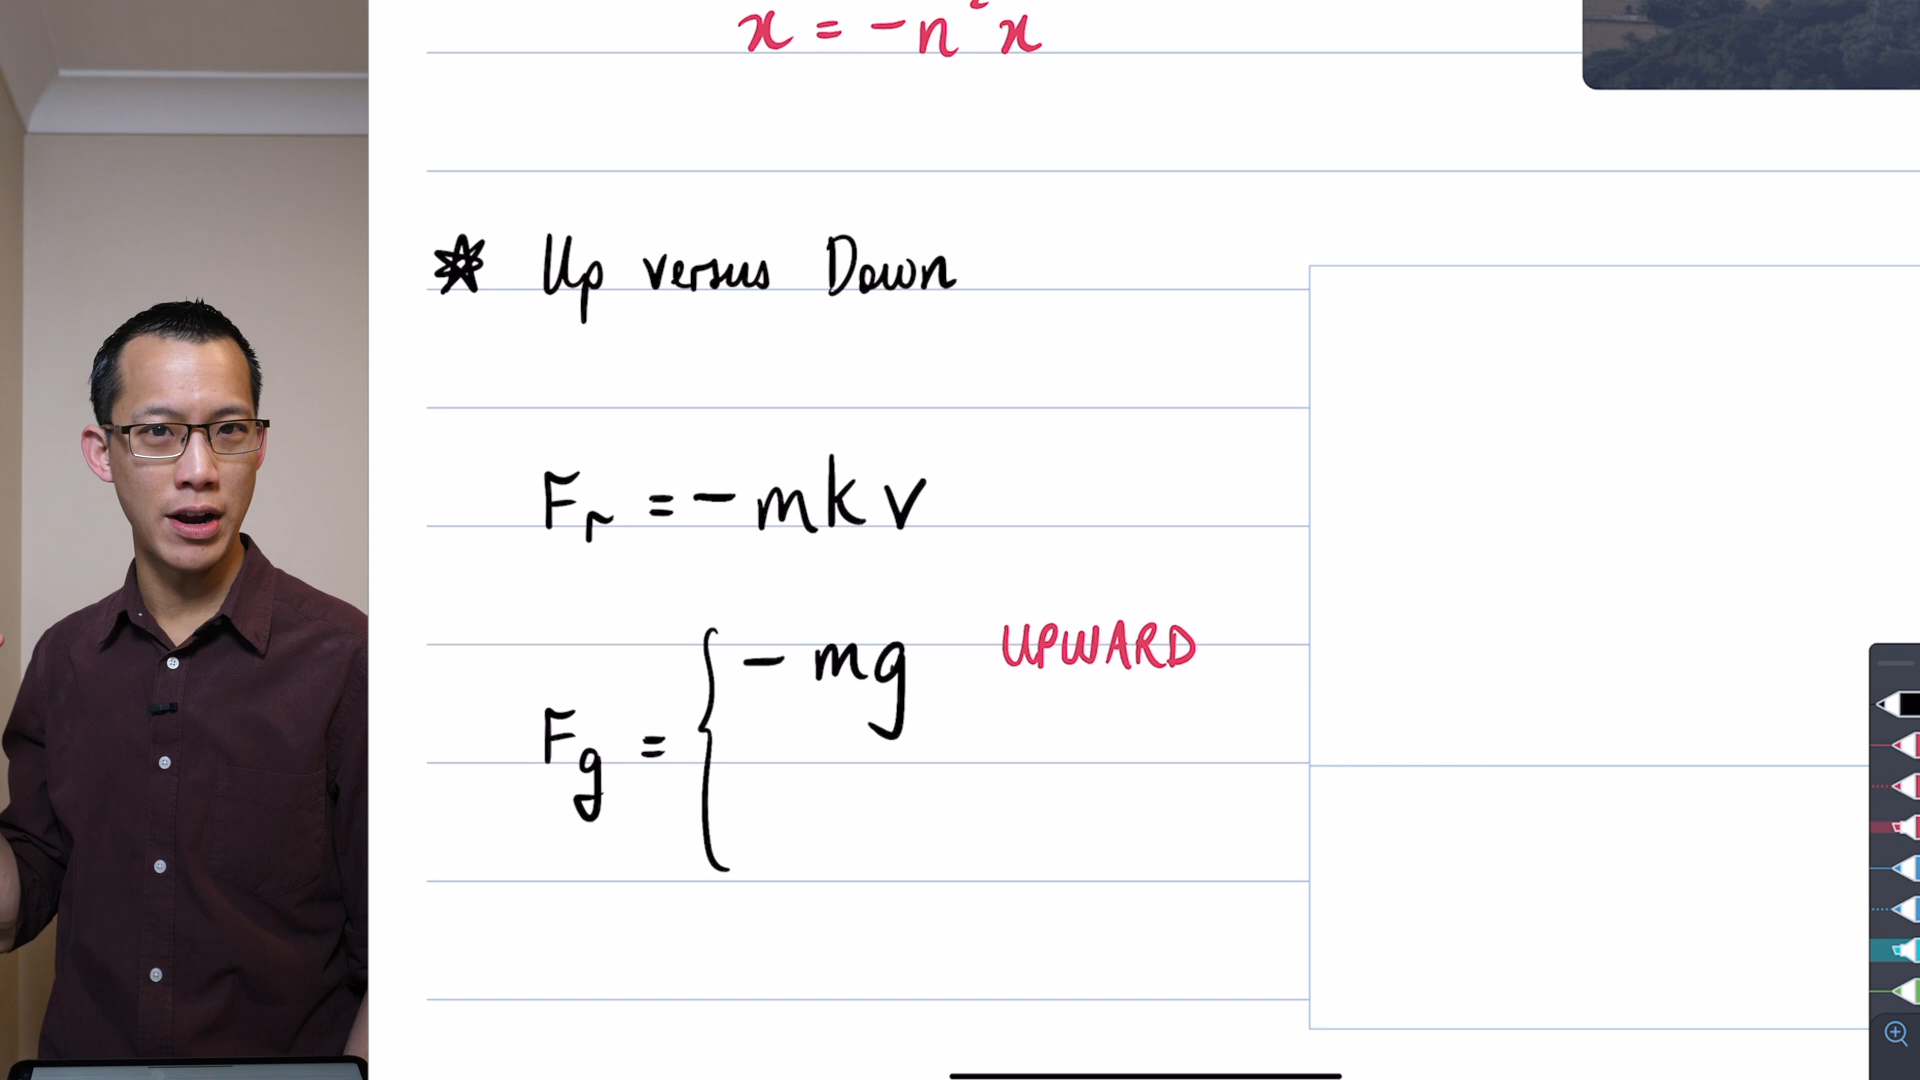 x = -n²x
* Up versus Down
Fr = - mkv
- mg UPWARD
Fg = {